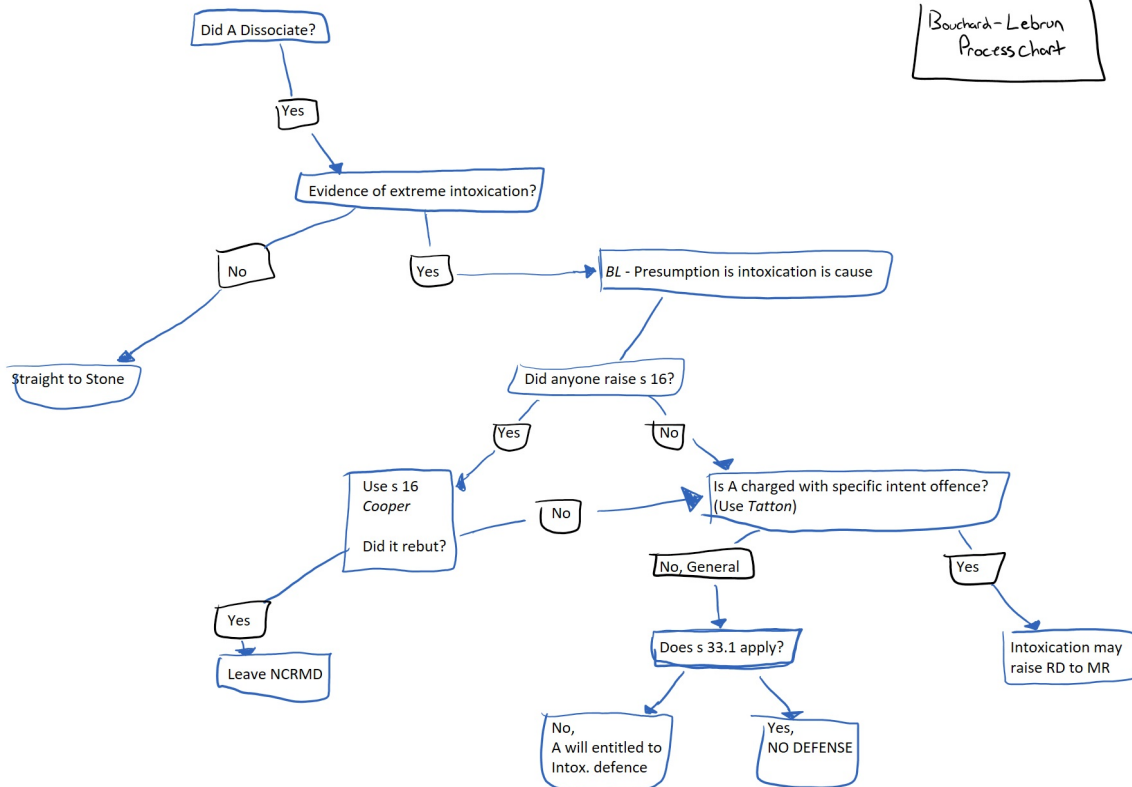 Bouchard-Lebrun
Process chart
Did A Dissociate?
Yes
Evidence of extreme intoxication?
No
Yes
BL - Presumption is intoxication is cause
Straight to Stone
Did anyone raise s 16?
Yes
No
Use s 16
Cooper
Did it rebut?
No
Is A charged with specific intent offence?
(Use Tatton)
No, General
Yes
Yes
Leave NCRMD
Does s 33.1 apply?
Intoxication may
raise RD to MR
No,
A will entitled to
Intox. defence
Yes,
NO DEFENSE